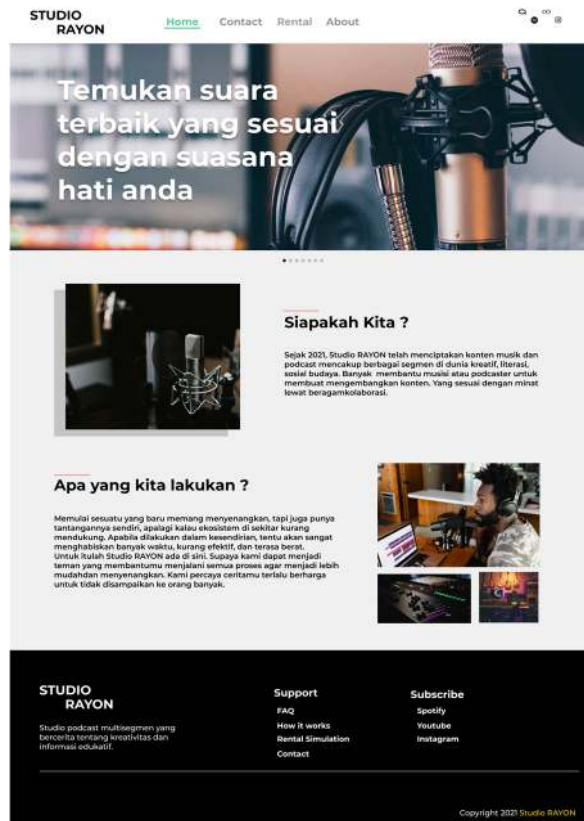 STUDIO
RAYON
Home
Contact
Rental
About
Temukan suara
terbaik yang sesuai
dengan suasana
hati anda
Siapakah Kita ?
Sejak 2021, Studio RAYON telah menciptakan konten musik dan
podcast mencakup berbagai segmen di dunia kreatif, literasi,
sosial budaya. Banyak membantu musisi atau podcaster untuk
membuat mengembangkan konten. Yang sesuai dengan minat
lewat beragamkolaborasi.
Apa yang kita lakukan ?
Memulai sesuatu yang baru memang menyenangkan, tapi juga punya
tantangannya sendiri, apalagi kalau ekosistem di sekitar kurang
mendukung. Apabila dilakukan dalam kesendirian, tentu akan sangat
menghabiskan banyak waktu, kurang efektif, dan terasa berat.
Untuk itulah Studio RAYON ada di sini. Supaya kami dapat menjadi
teman yang membantumu menjalani semua proses agar menjadi lebih
mudahdan menyenangkan. Kami percaya ceritamu terlalu berharga
untuk tidak disampaikan ke orang banyak.
STUDIO
RAYON
Studio podcast multisegmen yang
bercerita tentang kreativitas dan
informasi edukatif.
Support
FAQ
How it works
Rental Simulation
Contact
Subscribe
Spotify
Youtube
Instagram
Copyright 2021 Studio RAYON